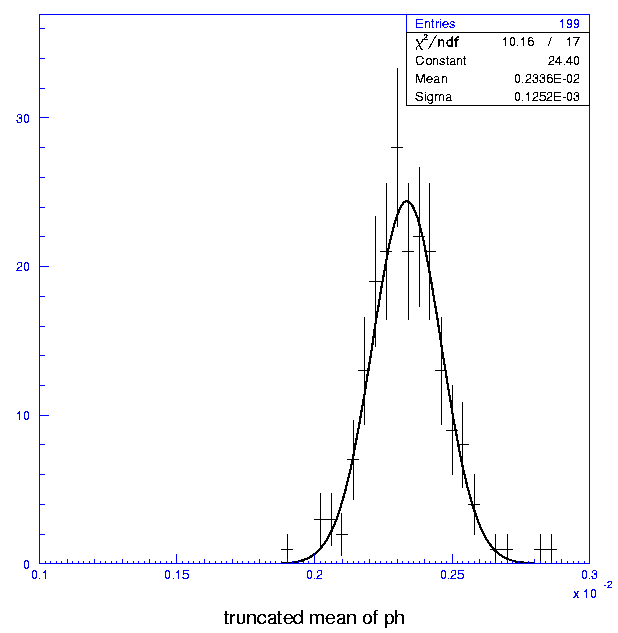 Entries 199
χ²/ndf 10.16 / 17
Constant 24.40
Mean 0.2336E-02
Sigma 0.1252E-03
30
20
10
0
0.1 0.15 0.2 0.25 0.3
x 10 -2
truncated mean of ph